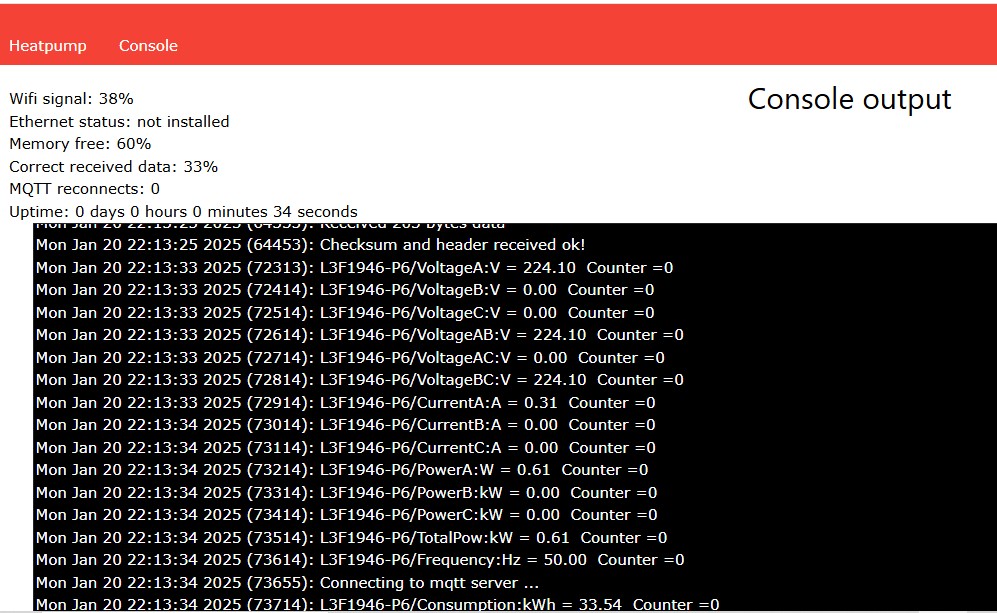 Heatpump Console
Console output
Wifi signal: 38%
Ethernet status: not installed
Memory free: 60%
Correct received data: 33%
MQTT reconnects: 0
Uptime: 0 days 0 hours 0 minutes 34 seconds
Mon Jan 20 22:13:25 2025 (64353): Received 203 bytes data
Mon Jan 20 22:13:25 2025 (64453): Checksum and header received ok!
Mon Jan 20 22:13:33 2025 (72313): L3F1946-P6/VoltageA:V = 224.10 Counter =0
Mon Jan 20 22:13:33 2025 (72414): L3F1946-P6/VoltageB:V = 0.00 Counter =0
Mon Jan 20 22:13:33 2025 (72514): L3F1946-P6/VoltageC:V = 0.00 Counter =0
Mon Jan 20 22:13:33 2025 (72614): L3F1946-P6/VoltageAB:V = 224.10 Counter =0
Mon Jan 20 22:13:33 2025 (72714): L3F1946-P6/VoltageAC:V = 0.00 Counter =0
Mon Jan 20 22:13:33 2025 (72814): L3F1946-P6/VoltageBC:V = 224.10 Counter =0
Mon Jan 20 22:13:33 2025 (72914): L3F1946-P6/CurrentA:A = 0.31 Counter =0
Mon Jan 20 22:13:34 2025 (73014): L3F1946-P6/CurrentB:A = 0.00 Counter =0
Mon Jan 20 22:13:34 2025 (73114): L3F1946-P6/CurrentC:A = 0.00 Counter =0
Mon Jan 20 22:13:34 2025 (73214): L3F1946-P6/PowerA:W = 0.61 Counter =0
Mon Jan 20 22:13:34 2025 (73314): L3F1946-P6/PowerB:kW = 0.00 Counter =0
Mon Jan 20 22:13:34 2025 (73414): L3F1946-P6/PowerC:kW = 0.00 Counter =0
Mon Jan 20 22:13:34 2025 (73514): L3F1946-P6/TotalPow:kW = 0.61 Counter =0
Mon Jan 20 22:13:34 2025 (73614): L3F1946-P6/Frequency:Hz = 50.00 Counter =0
Mon Jan 20 22:13:34 2025 (73655): Connecting to mqtt server ...
Mon Jan 20 22:13:34 2025 (73714): L3F1946-P6/Consumption:kWh = 33.54 Counter =0